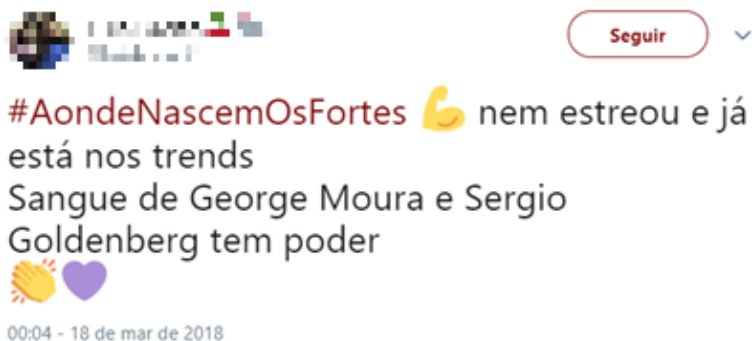 Seguir
#AondeNascemOsFortes 💪 nem estreou e já
está nos trends
Sangue de George Moura e Sergio
Goldenberg tem poder
👏💜
00:04 - 18 de mar de 2018